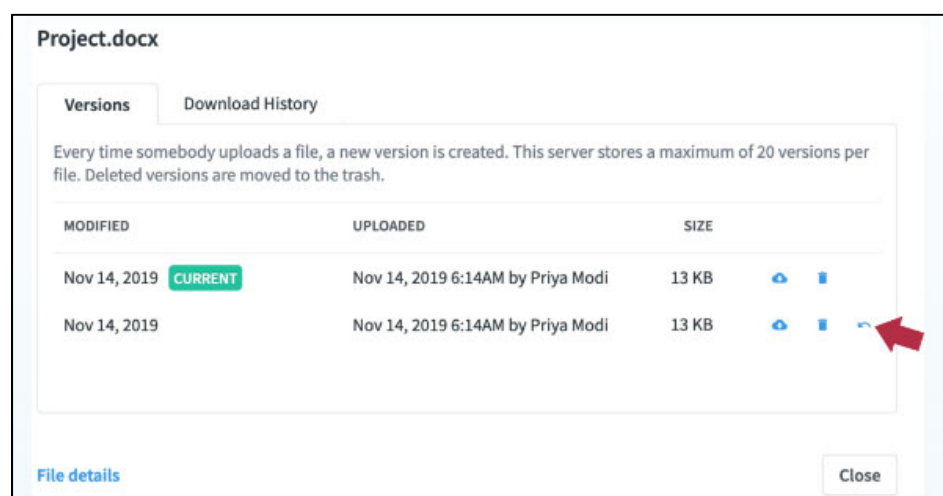 Project.docx
Versions Download History
Every time somebody uploads a file, a new version is created. This server stores a maximum of 20 versions per
file. Deleted versions are moved to the trash.
MODIFIED UPLOADED SIZE
Nov 14, 2019 CURRENT Nov 14, 2019 6:14AM by Priya Modi 13 KB
Nov 14, 2019 Nov 14, 2019 6:14AM by Priya Modi 13 KB
File details Close